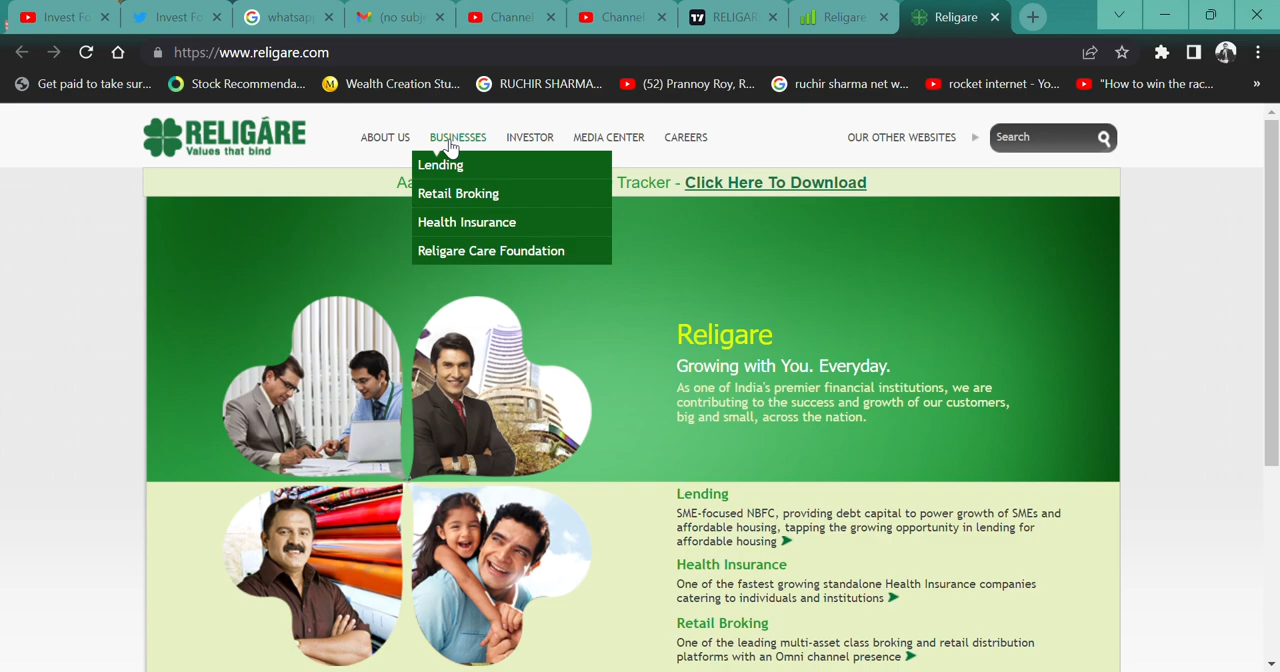 Invest Fo
Invest Fo
whatsapp
(no subj
Channel
Channel
RELIGAR
Religare
Religare
https://www.religare.com
Get paid to take sur...
Stock Recommenda...
Wealth Creation Stu...
RUCHIR SHARMA...
(52) Prannoy Roy, R...
ruchir sharma net w...
rocket internet - Yo...
"How to win the rac...
»
RELIGARE
Values that bind
ABOUT US
BUSINESSES
INVESTOR
MEDIA CENTER
CAREERS
OUR OTHER WEBSITES
Search
Lending
Retail Broking
Health Insurance
Religare Care Foundation
Tracker - Click Here To Download
Religare
Growing with You. Everyday.
As one of India's premier financial institutions, we are
contributing to the success and growth of our customers,
big and small, across the nation.
Lending
SME-focused NBFC, providing debt capital to power growth of SMEs and
affordable housing, tapping the growing opportunity in lending for
affordable housing
Health Insurance
One of the fastest growing standalone Health Insurance companies
catering to individuals and institutions
Retail Broking
One of the leading multi-asset class broking and retail distribution
platforms with an Omni channel presence